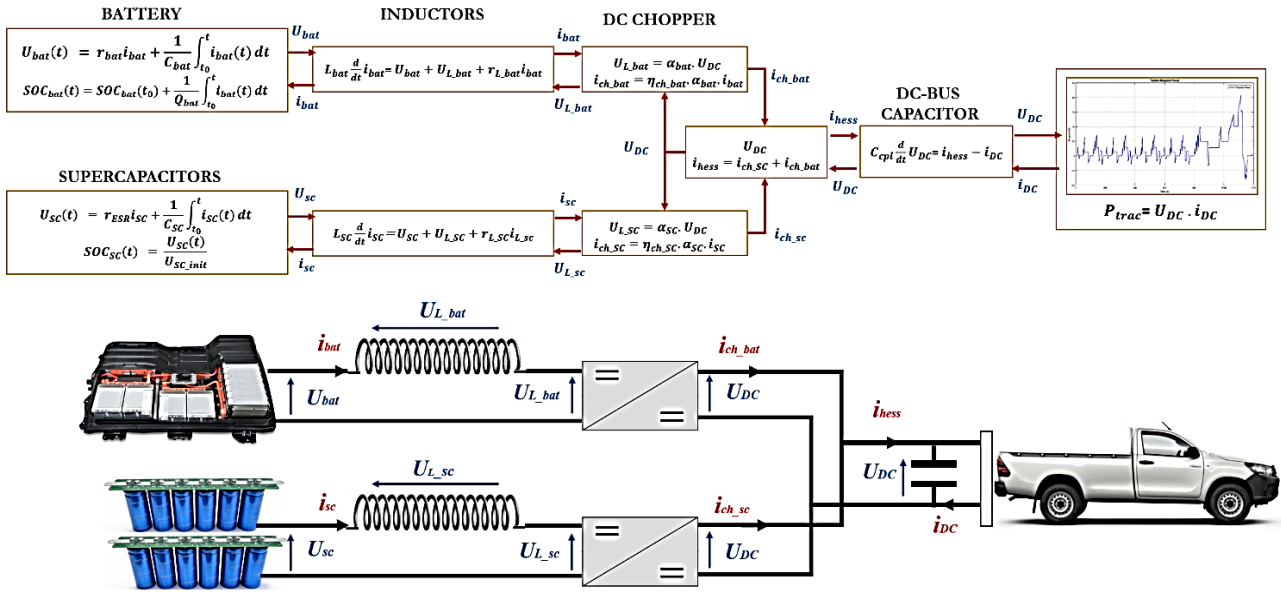 BATTERY
INDUCTORS
DC CHOPPER
U_bat(t) = r_bat i_bat + 1/C_bat ∫_{t_0}^{t} i_bat(t) dt
SOC_bat(t) = SOC_bat(t_0) + 1/Q_bat ∫_{t_0}^{t} i_bat(t) dt
U_bat
i_bat
L_bat d/dt i_bat = U_bat + U_L_bat + r_L_bat i_bat
i_bat
U_L_bat
U_L_bat = α_bat. U_DC
i_ch_bat = η_ch_bat. α_bat. i_bat
i_ch_bat
DC-BUS
CAPACITOR
U_DC
U_DC
i_hess = i_ch_SC + i_ch_bat
i_hess
U_DC
C_cpl d/dt U_DC = i_hess − i_DC
U_DC
i_DC
P_trac = U_DC . i_DC
SUPERCAPACITORS
U_SC(t) = r_ESR i_SC + 1/C_SC ∫_{t_0}^{t} i_SC(t) dt
SOC_SC(t) = U_SC(t)/U_SC_init
U_sc
i_sc
L_SC d/dt i_SC = U_SC + U_L_SC + r_L_SC i_L_sc
i_sc
U_L_sc
U_L_SC = α_SC. U_DC
i_ch_SC = η_ch_SC. α_SC. i_SC
i_ch_sc
U_L_bat
i_bat
U_bat
U_L_bat
i_ch_bat
U_DC
i_hess
U_DC
i_DC
U_L_sc
i_sc
U_sc
U_L_sc
i_ch_sc
U_DC